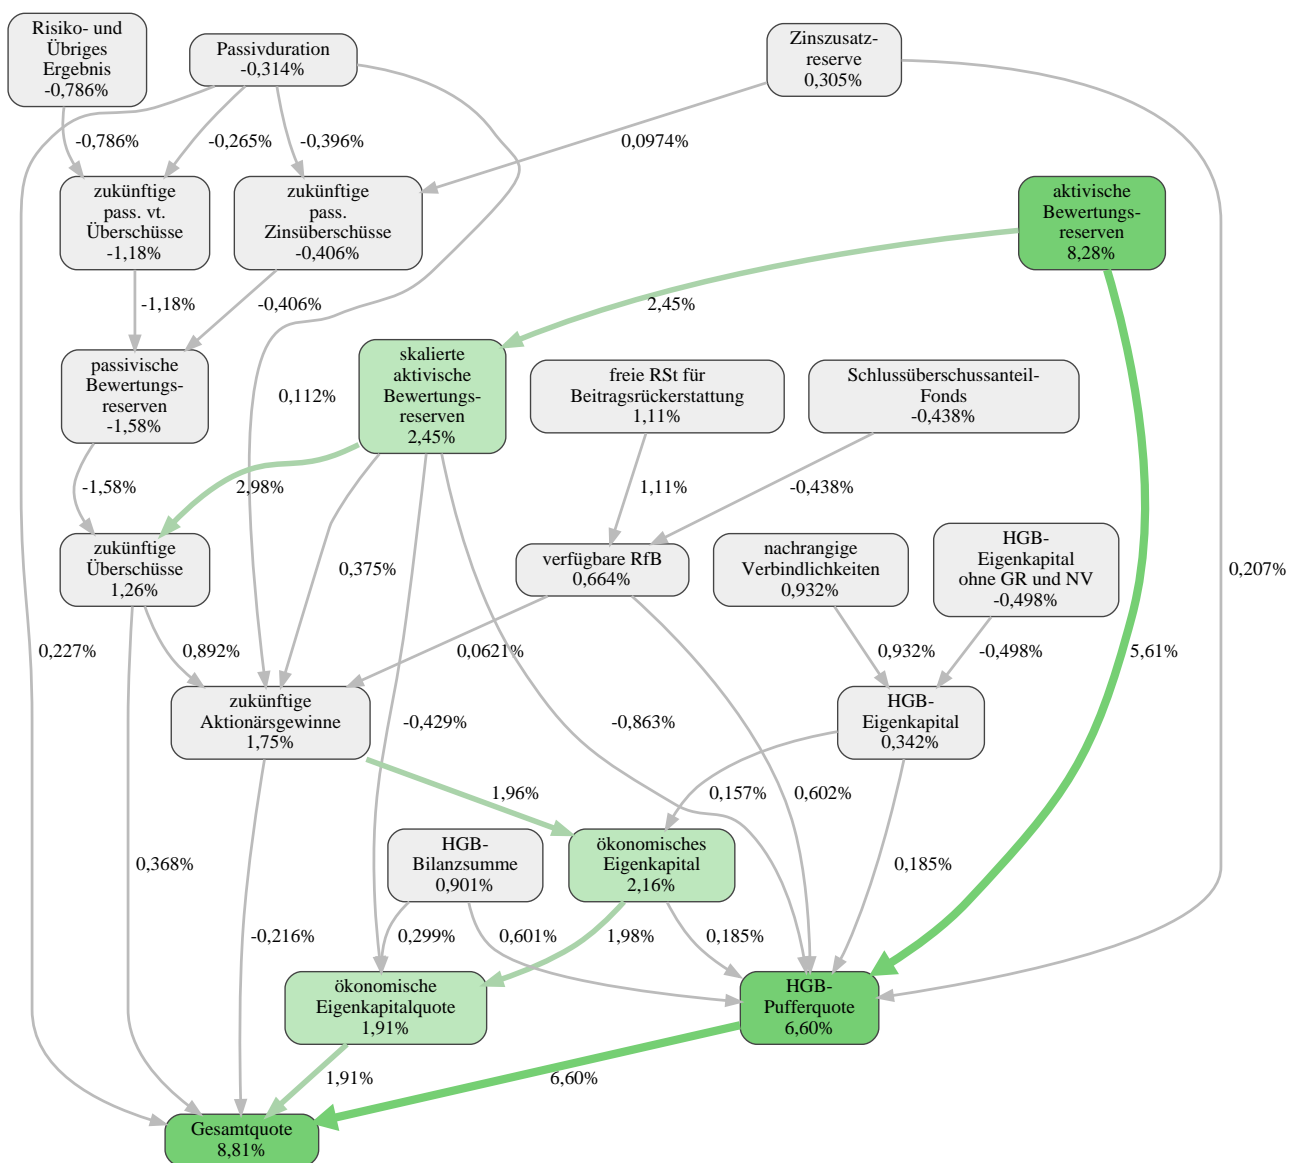 Risiko- und
Übriges
Ergebnis
-0,786%
Passivduration
-0,314%
Zinszusatz-
reserve
0,305%
-0,786%
-0,265%
-0,396%
0,0974%
zukünftige
pass. vt.
Überschüsse
-1,18%
zukünftige
pass.
Zinsüberschüsse
-0,406%
aktivische
Bewertungs-
reserven
8,28%
-1,18%
-0,406%
2,45%
passivische
Bewertungs-
reserven
-1,58%
0,112%
skalierte
aktivische
Bewertungs-
reserven
2,45%
freie RSt für
Beitragsrückerstattung
1,11%
Schlussüberschussanteil-
Fonds
-0,438%
-1,58%
2,98%
1,11%
-0,438%
zukünftige
Überschüsse
1,26%
0,375%
verfügbare RfB
0,664%
nachrangige
Verbindlichkeiten
0,932%
HGB-
Eigenkapital
ohne GR und NV
-0,498%
0,207%
0,227%
0,892%
0,0621%
0,932%
-0,498%
5,61%
zukünftige
Aktionärsgewinne
1,75%
-0,429%
-0,863%
HGB-
Eigenkapital
0,342%
1,96%
0,157%
0,602%
HGB-
Bilanzsumme
0,901%
ökonomisches
Eigenkapital
2,16%
0,368%
0,185%
-0,216%
0,299%
0,601%
1,98%
0,185%
ökonomische
Eigenkapitalquote
1,91%
HGB-
Pufferquote
6,60%
1,91%
6,60%
Gesamtquote
8,81%